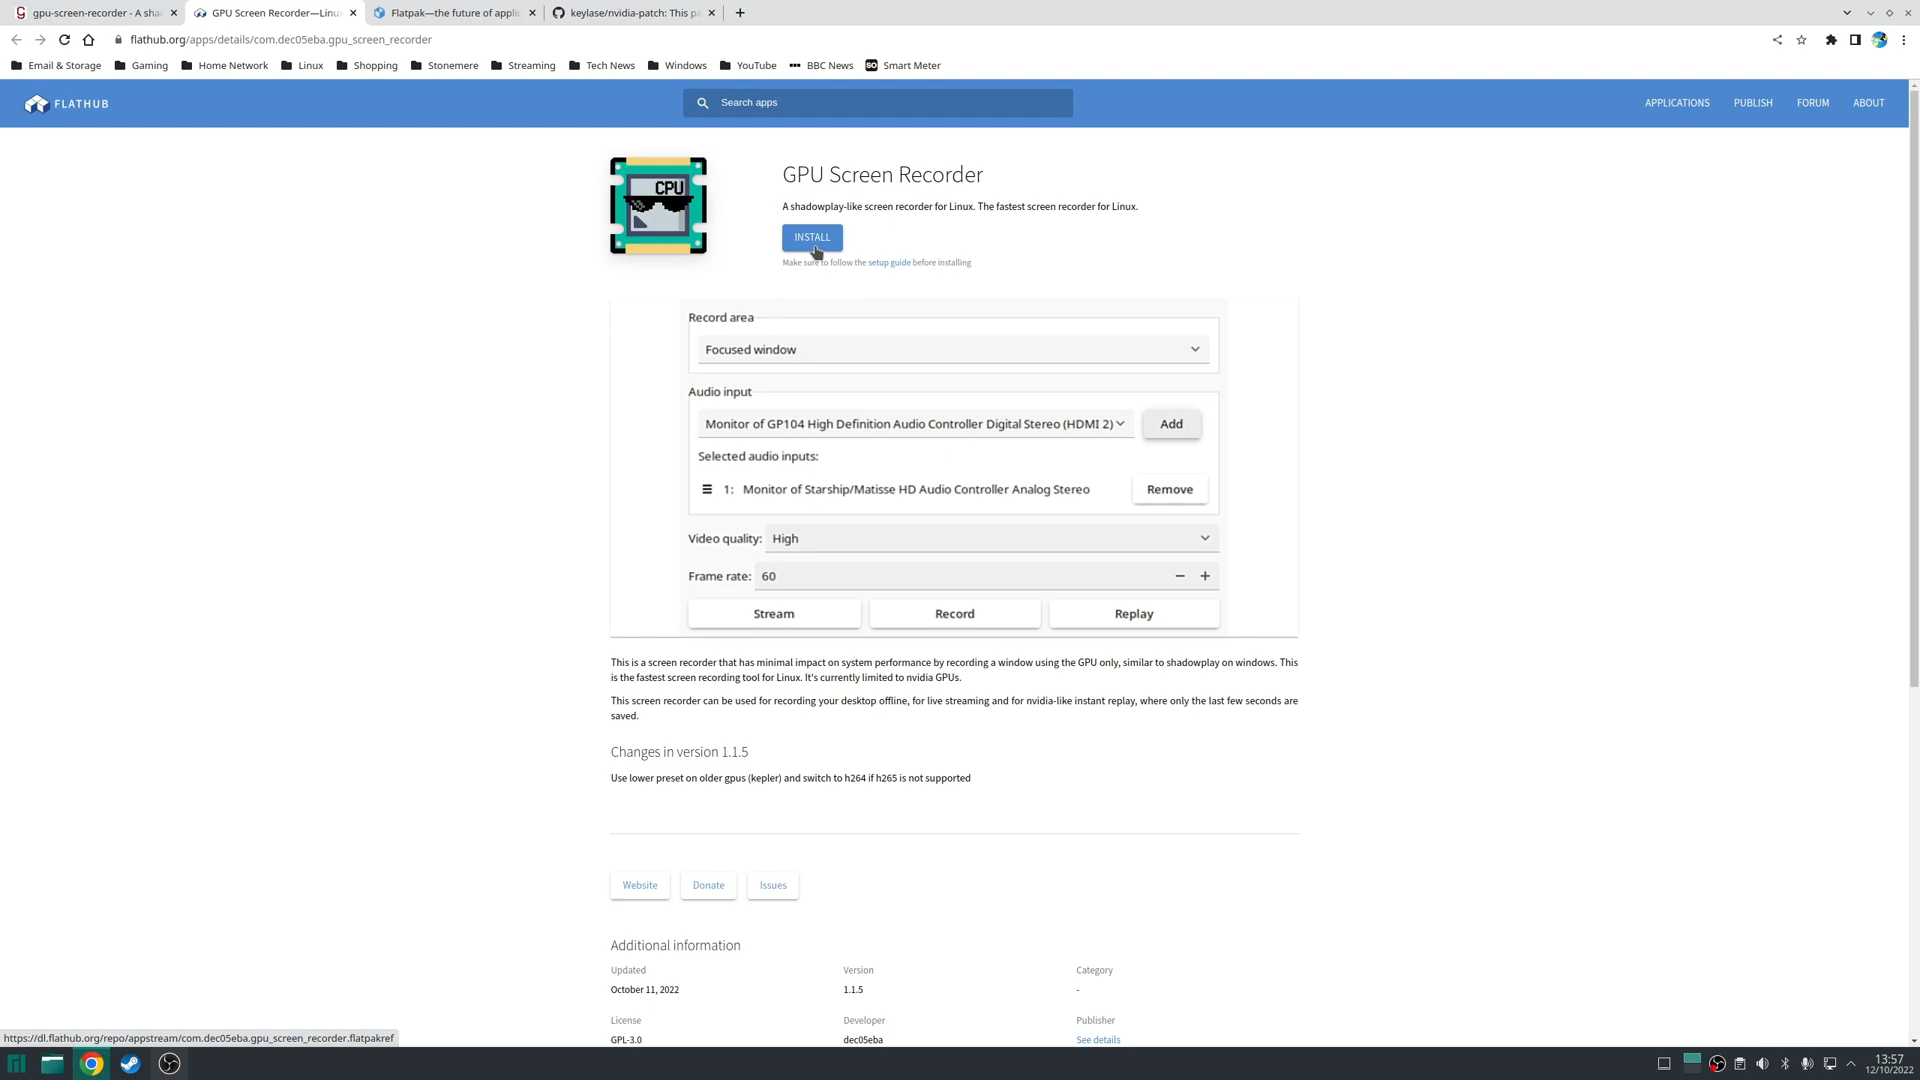 gpu-screen-recorder - A sha
GPU Screen Recorder—Linu
Flatpak—the future of applic
keylase/nvidia-patch: This pa
flathub.org/apps/details/com.dec05eba.gpu_screen_recorder
Email & Storage
Gaming
Home Network
Linux
Shopping
Stonemere
Streaming
Tech News
Windows
YouTube
BBC News
SO
Smart Meter
FLATHUB
Search apps
APPLICATIONS
PUBLISH
FORUM
ABOUT
CPU
GPU Screen Recorder
A shadowplay-like screen recorder for Linux. The fastest screen recorder for Linux.
INSTALL
Make sure to follow the setup guide before installing
Record area
Focused window
Audio input
Monitor of GP104 High Definition Audio Controller Digital Stereo (HDMI 2)
Add
Selected audio inputs:
1: Monitor of Starship/Matisse HD Audio Controller Analog Stereo
Remove
Video quality: High
Frame rate: 60
Stream
Record
Replay
This is a screen recorder that has minimal impact on system performance by recording a window using the GPU only, similar to shadowplay on windows. This
is the fastest screen recording tool for Linux. It's currently limited to nvidia GPUs.
This screen recorder can be used for recording your desktop offline, for live streaming and for nvidia-like instant replay, where only the last few seconds are
saved.
Changes in version 1.1.5
Use lower preset on older gpus (kepler) and switch to h264 if h265 is not supported
Website
Donate
Issues
Additional information
Updated
Version
Category
October 11, 2022
1.1.5
-
License
Developer
Publisher
GPL-3.0
dec05eba
See details
https://dl.flathub.org/repo/appstream/com.dec05eba.gpu_screen_recorder.flatpakref
13:57
12/10/2022